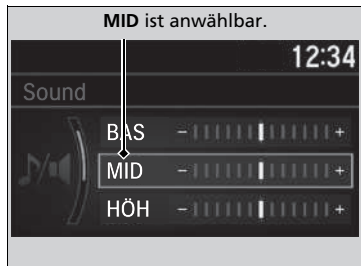 MID ist anwählbar.
12:34
Sound
BAS - +
MID - +
HÖH - +